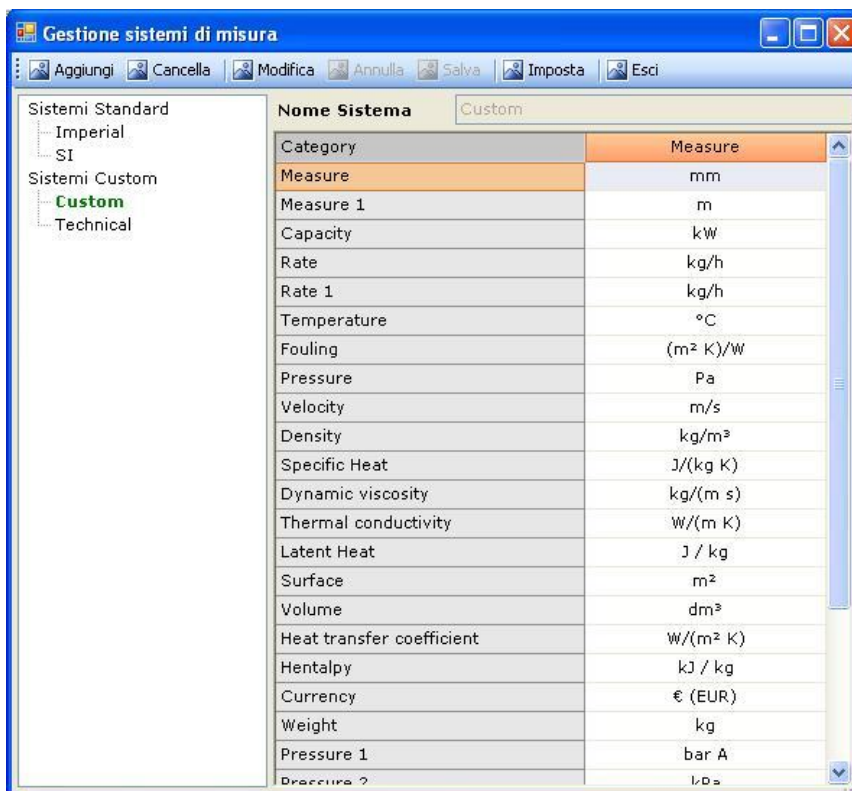 Gestione sistemi di misura
Aggiungi Cancella Modifica Annulla Salva Imposta Esci
Sistemi Standard
Imperial
SI
Sistemi Custom
Custom
Technical
Nome Sistema Custom
Category Measure
Measure mm
Measure 1 m
Capacity kW
Rate kg/h
Rate 1 kg/h
Temperature °C
Fouling (m² K)/W
Pressure Pa
Velocity m/s
Density kg/m³
Specific Heat J/(kg K)
Dynamic viscosity kg/(m s)
Thermal conductivity W/(m K)
Latent Heat J / kg
Surface m²
Volume dm³
Heat transfer coefficient W/(m² K)
Hentalpy kJ / kg
Currency € (EUR)
Weight kg
Pressure 1 bar A
Pressure 2 kPa